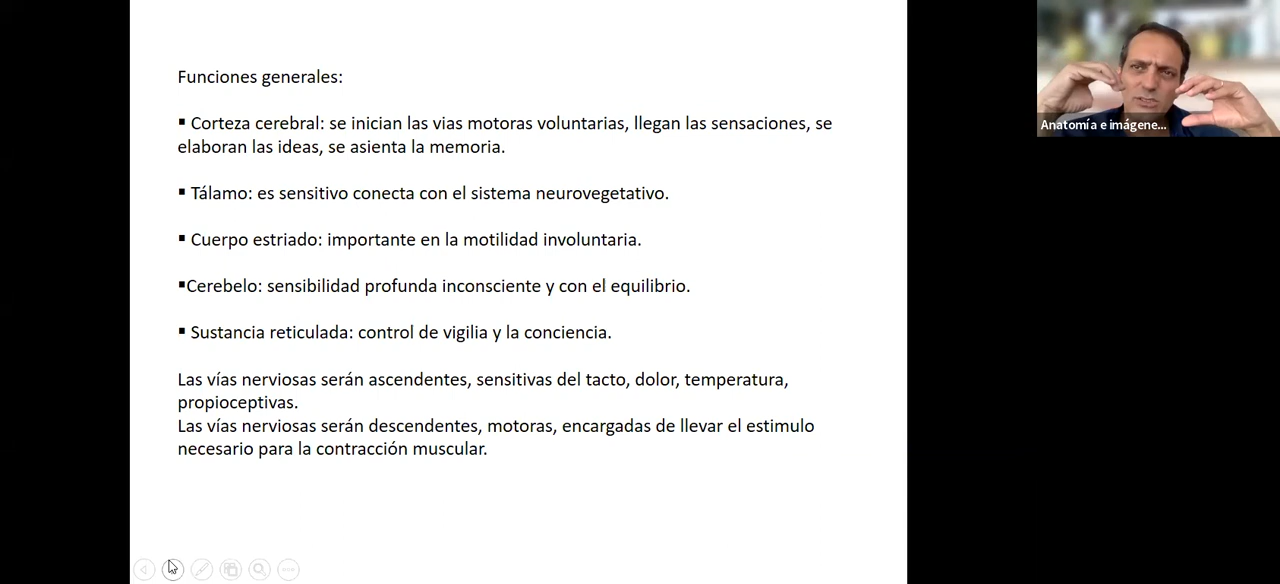 Funciones generales:
▪ Corteza cerebral: se inician las vias motoras voluntarias, llegan las sensaciones, se
elaboran las ideas, se asienta la memoria.
▪ Tálamo: es sensitivo conecta con el sistema neurovegetativo.
▪ Cuerpo estriado: importante en la motilidad involuntaria.
▪Cerebelo: sensibilidad profunda inconsciente y con el equilibrio.
▪ Sustancia reticulada: control de vigilia y la conciencia.
Las vías nerviosas serán ascendentes, sensitivas del tacto, dolor, temperatura,
propioceptivas.
Las vías nerviosas serán descendentes, motoras, encargadas de llevar el estimulo
necesario para la contracción muscular.
Anatomía e imágene...